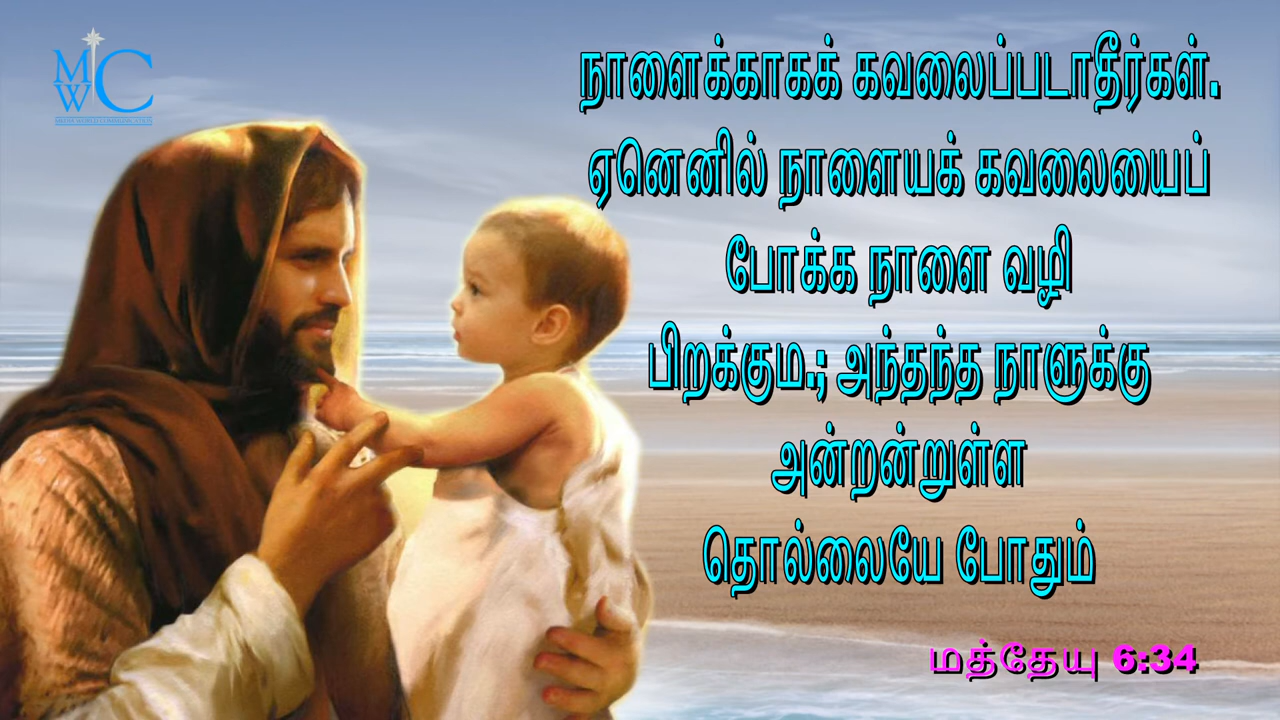 MWC
நாளைக்காகக் கவலைப்படாதீர்கள்.
ஏனெனில் நாளையக் கவலையைப்
போக்க நாளை வழி
பிறக்கும.; அந்தந்த நாளுக்கு
அன்றன்றுள்ள
தொல்லையே போதும்
மத்தேயு 6:34